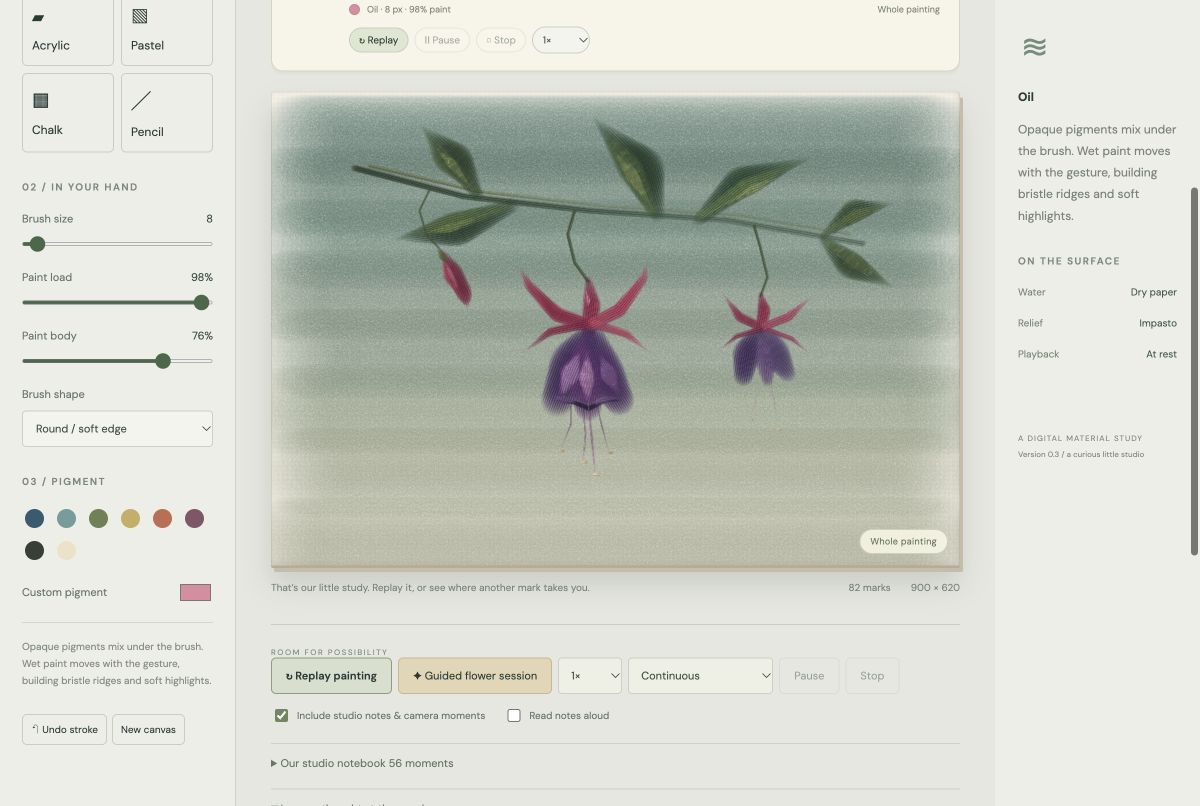 Acrylic
Pastel
Chalk
Pencil
02 / IN YOUR HAND
Brush size 8
Paint load 98%
Paint body 76%
Brush shape
Round / soft edge
03 / PIGMENT
Custom pigment
Opaque pigments mix under the brush.
Wet paint moves with the gesture,
building bristle ridges and soft highlights.
Undo stroke
New canvas
Oil · 8 px · 98% paint
Whole painting
↻ Replay
II Pause
▫ Stop
1×
Whole painting
That's our little study. Replay it, or see where another mark takes you.
82 marks
900 × 620
ROOM FOR POSSIBILITY
↻ Replay painting
✦ Guided flower session
1×
Continuous
Pause
Stop
Include studio notes & camera moments
Read notes aloud
Our studio notebook 56 moments
Oil
Opaque pigments mix under
the brush. Wet paint moves
with the gesture, building
bristle ridges and soft
highlights.
ON THE SURFACE
Water Dry paper
Relief Impasto
Playback At rest
A DIGITAL MATERIAL STUDY
Version 0.3 / a curious little studio